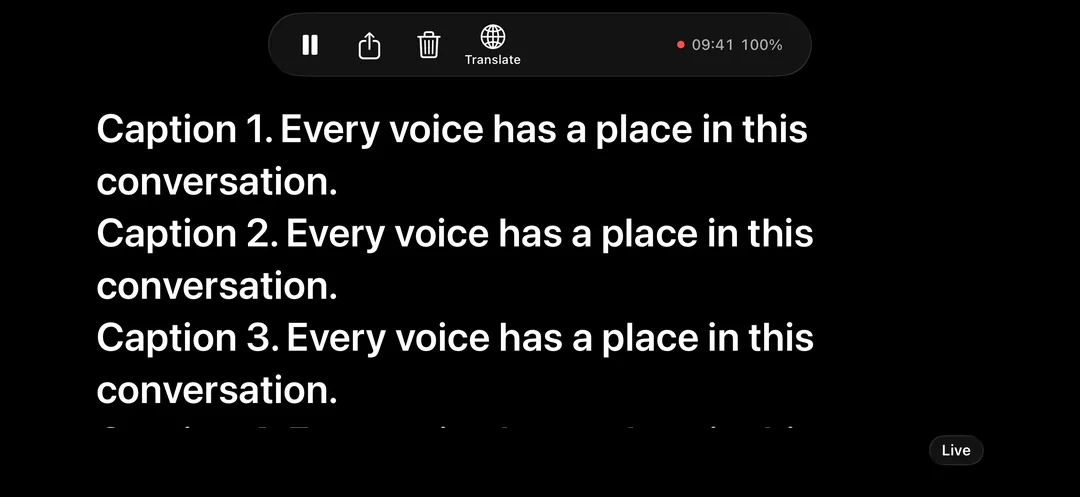 Translate
09:41 100%
Caption 1. Every voice has a place in this
conversation.
Caption 2. Every voice has a place in this
conversation.
Caption 3. Every voice has a place in this
conversation.
Live